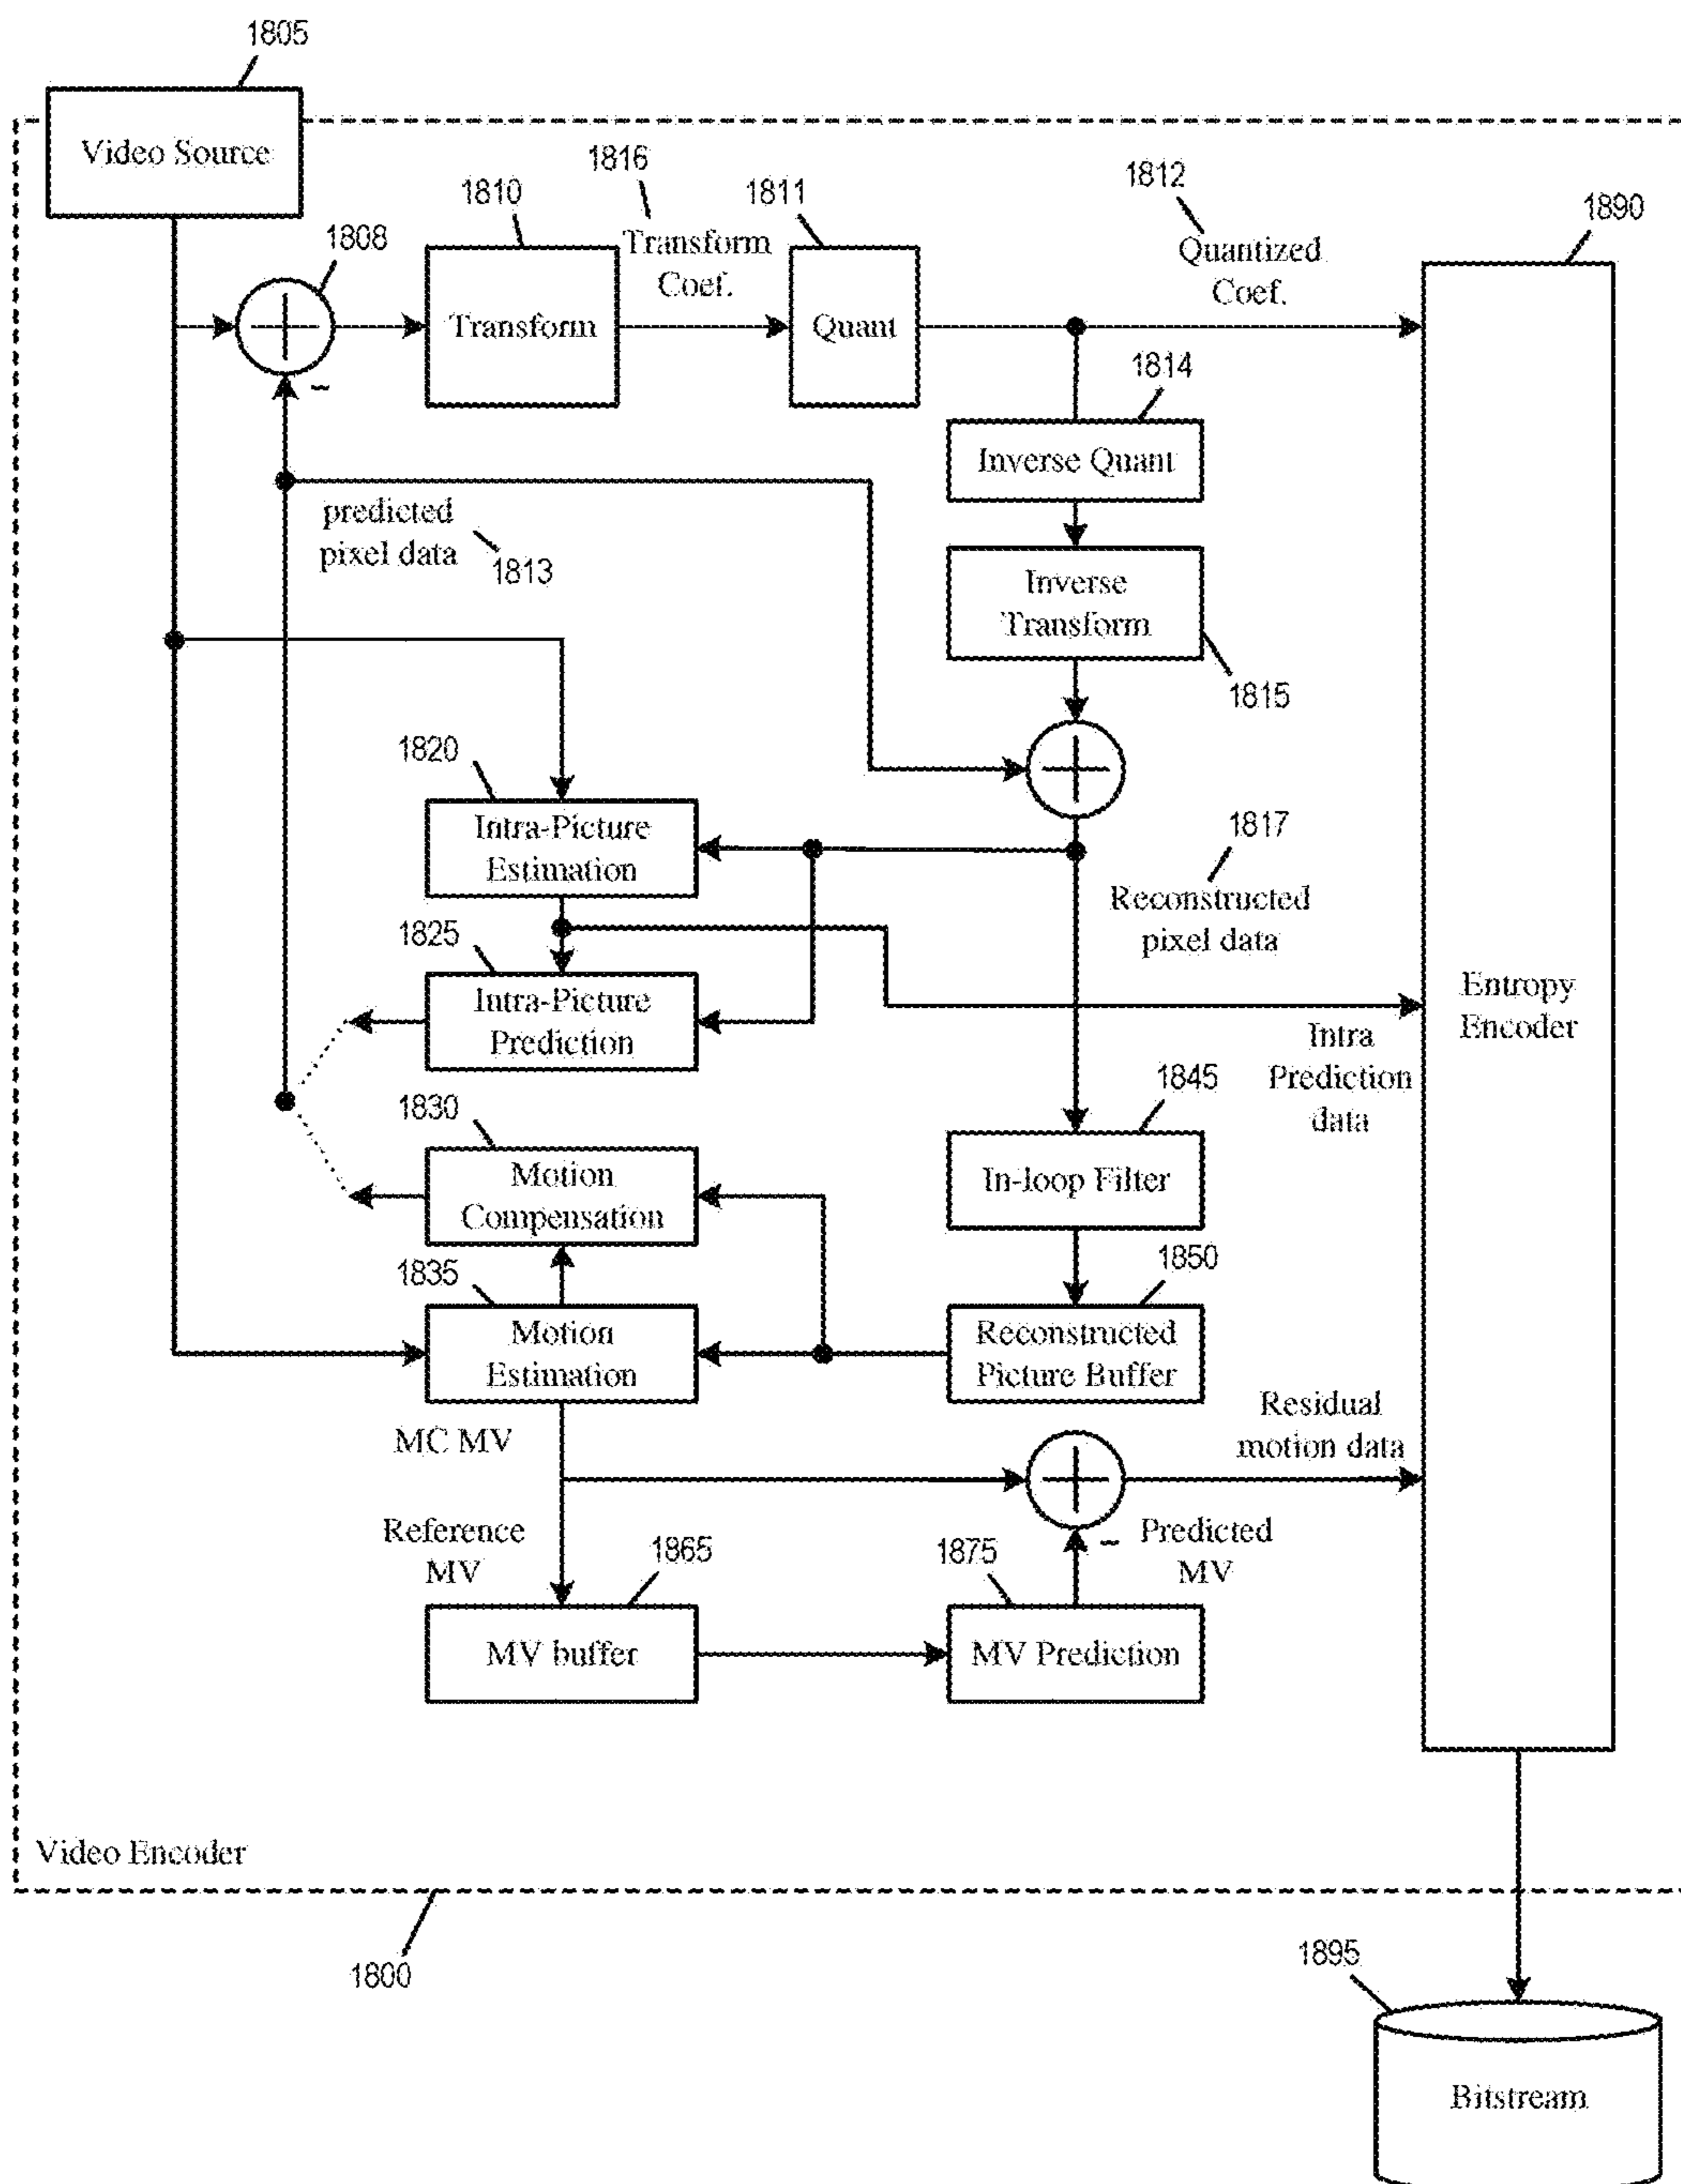 1805
Video Source
1808
1810
Transform
1816
Transform
Coef.
1811
Quant
1812
Quantized
Coef.
1890
-
1814
Inverse Quant
predicted
pixel data
1813
Inverse
Transform
1815
1820
Intra-Picture
Estimation
1817
Reconstructed
pixel data
1825
Intra-Picture
Prediction
Entropy
Encoder
Intra
Prediction
data
1830
Motion
Compensation
1845
In-loop Filter
1835
Motion
Estimation
1850
Reconstructed
Picture Buffer
MC MV
Residual
motion data
Reference
MV
1865
MV buffer
1875
- Predicted
MV
MV Prediction
Video Encoder
1800
1895
Bitstream